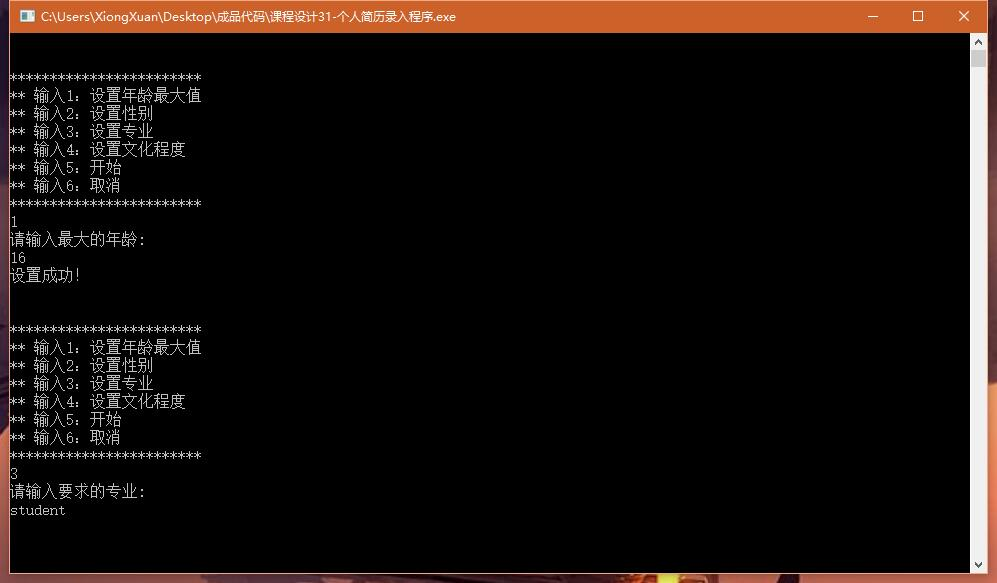 C:\Users\XiongXuan\Desktop\成品代码\课程设计31-个人简历录入程序.exe
************************
** 输入1：设置年龄最大值
** 输入2：设置性别
** 输入3：设置专业
** 输入4：设置文化程度
** 输入5：开始
** 输入6：取消
************************
1
请输入最大的年龄：
16
设置成功！
************************
** 输入1：设置年龄最大值
** 输入2：设置性别
** 输入3：设置专业
** 输入4：设置文化程度
** 输入5：开始
** 输入6：取消
************************
3
请输入要求的专业：
student